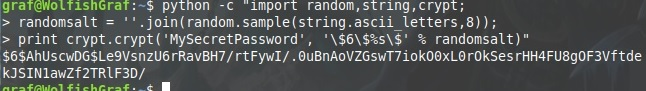 graf@WolfishGraf:~$ python -c "import random,string,crypt;
> randomsalt = ''.join(random.sample(string.ascii_letters,8));
> print crypt.crypt('MySecretPassword', '\$6\$%s\$' % randomsalt)"
$6$AhUscwDG$Le9VsnzU6rRavBH7/rtFywI/.0uBnAoVZGswT7iokO0xL0rOkSesrHH4FU8gOF3Vftde
kJSIN1awZf2TRlF3D/
graf@WolfishGraf:~$